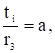 t_i/r_3 = a,